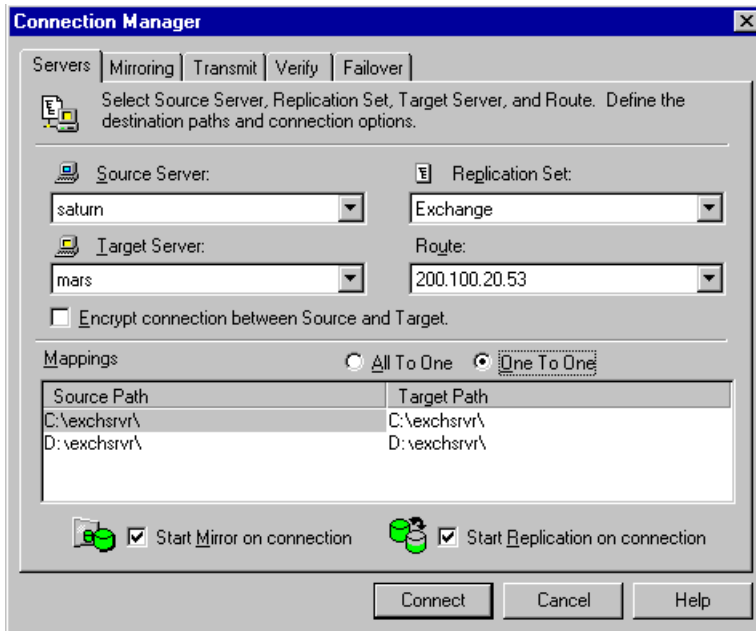 Connection Manager
Servers Mirroring Transmit Verify Failover
Select Source Server, Replication Set, Target Server, and Route. Define the
destination paths and connection options.
Source Server: Replication Set:
saturn Exchange
Target Server: Route:
mars 200.100.20.53
Encrypt connection between Source and Target.
Mappings All To One One To One
Source Path Target Path
C:\exchsrvr\ C:\exchsrvr\
D:\exchsrvr\ D:\exchsrvr\
Start Mirror on connection Start Replication on connection
Connect Cancel Help